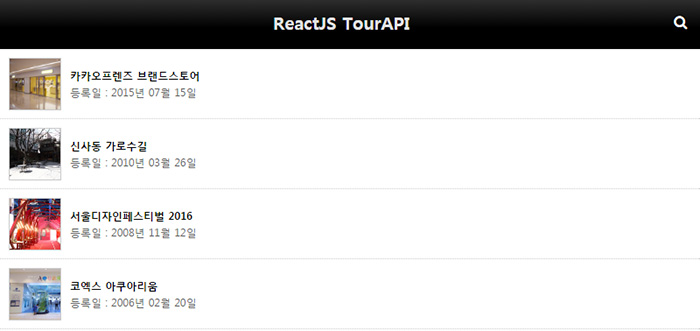 ReactJS TourAPI
카카오프렌즈 브랜드스토어
등록일 : 2015년 07월 15일
신사동 가로수길
등록일 : 2010년 03월 26일
서울디자인페스티벌 2016
등록일 : 2008년 11월 12일
코엑스 아쿠아리움
등록일 : 2006년 02월 20일